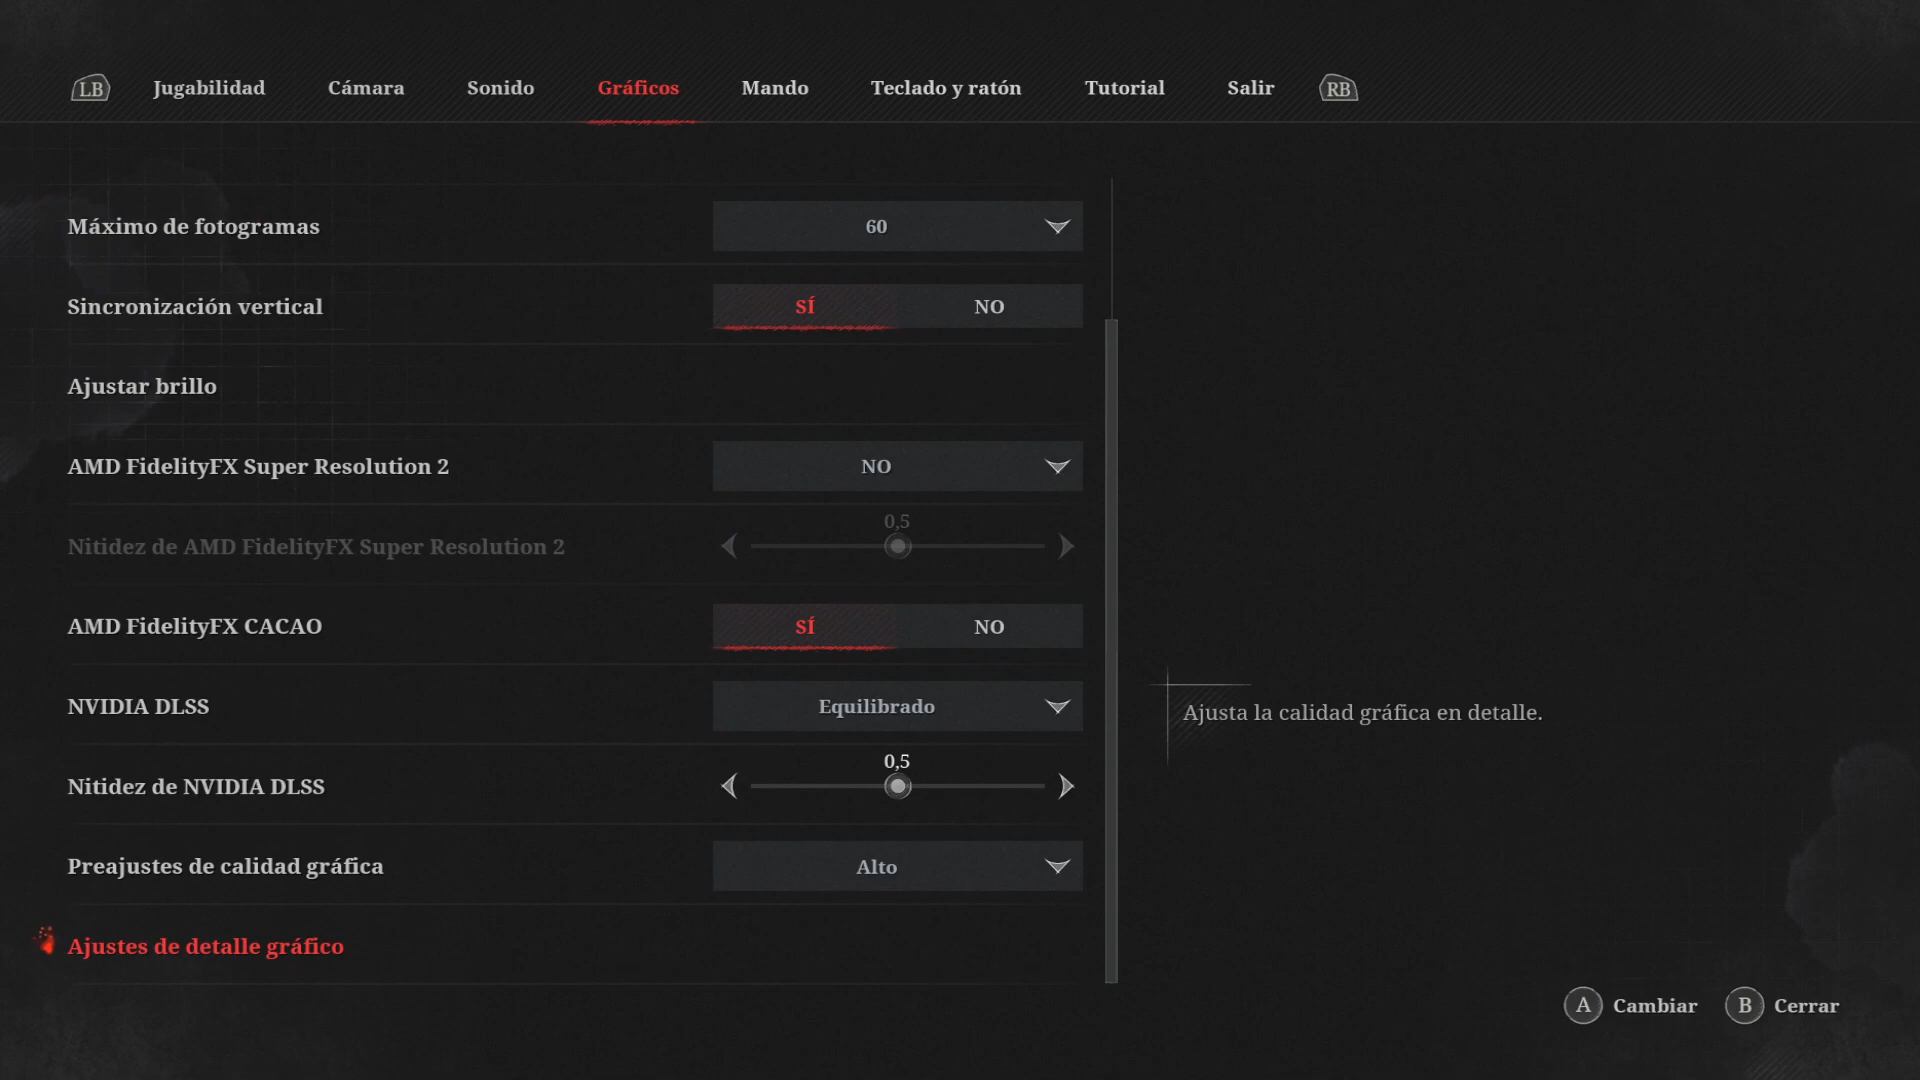 LB Jugabilidad Cámara Sonido Gráficos Mando Teclado y ratón Tutorial Salir RB
Máximo de fotogramas 60
Sincronización vertical SÍ NO
Ajustar brillo
AMD FidelityFX Super Resolution 2 NO
0,5
Nitidez de AMD FidelityFX Super Resolution 2
AMD FidelityFX CACAO SÍ NO
NVIDIA DLSS Equilibrado
Ajusta la calidad gráfica en detalle.
0,5
Nitidez de NVIDIA DLSS
Preajustes de calidad gráfica Alto
Ajustes de detalle gráfico
A Cambiar B Cerrar